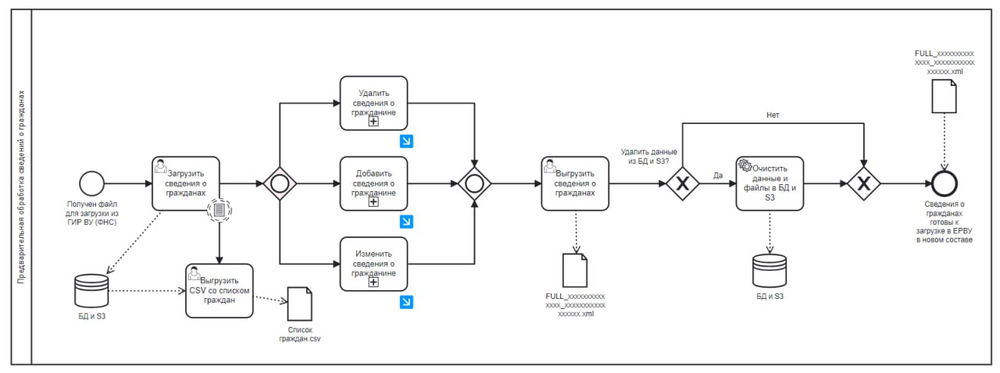 Предварительная обработка сведений о гражданах
Получен файл
для загрузки из
ГИР ВУ (ФНС)
Загрузить
сведения о
гражданах
БД и S3
Выгрузить
CSV со списком
граждан
Список
граждан.csv
Удалить
сведения о
гражданине
Добавить
сведения о
гражданине
Изменить
сведения о
гражданине
Выгрузить
сведения о
гражданах
FULL_xxxxxxxxxx
xxxx_xxxxxxxxxxx
xxxxxx.xml
Удалить данные
из БД и S3?
Нет
Да
Очистить
данные и
файлы в БД и
S3
БД и S3
FULL_xxxxxxxxxx
xxxx_xxxxxxxxxxx
xxxxxx.xml
Сведения о
гражданах
готовы к
загрузке в ЕРВУ
в новом составе